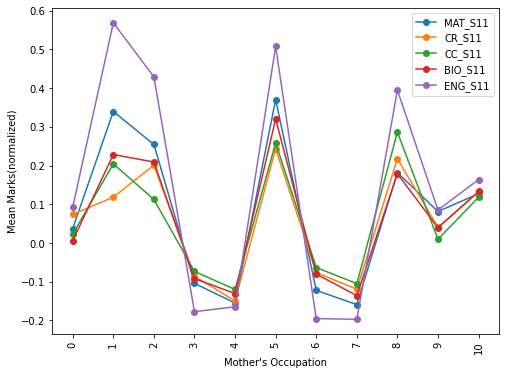 MAT_S11
CR_S11
CC_S11
BIO_S11
ENG_S11
0.6
0.5
0.4
0.3
0.2
0.1
0.0
−0.1
−0.2
Mean Marks(normalized)
0 1 2 3 4 5 6 7 8 9 10
Mother's Occupation